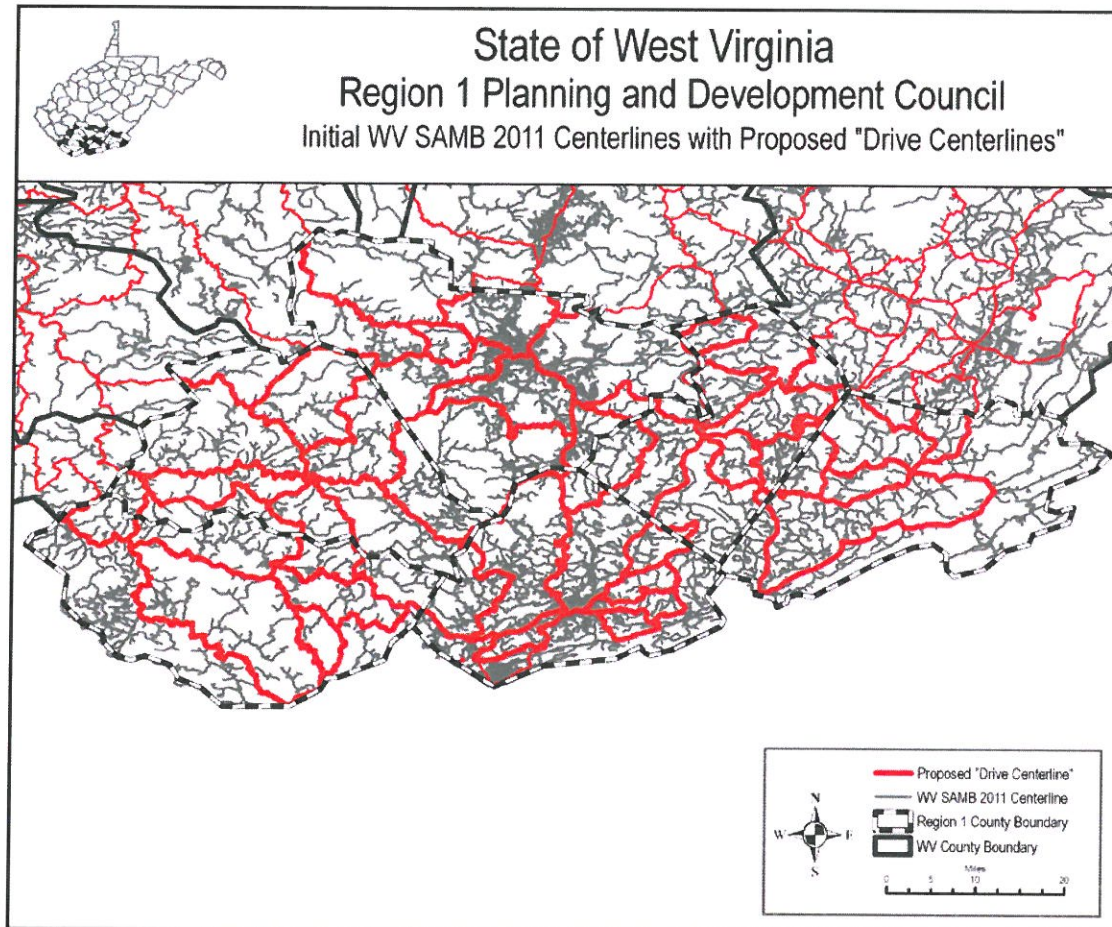 State of West Virginia
Region 1 Planning and Development Council
Initial WV SAMB 2011 Centerlines with Proposed "Drive Centerlines"
Proposed "Drive Centerline"
WV SAMB 2011 Centerline
Region 1 County Boundary
WV County Boundary
N
W E
S
Miles
0 5 10 20